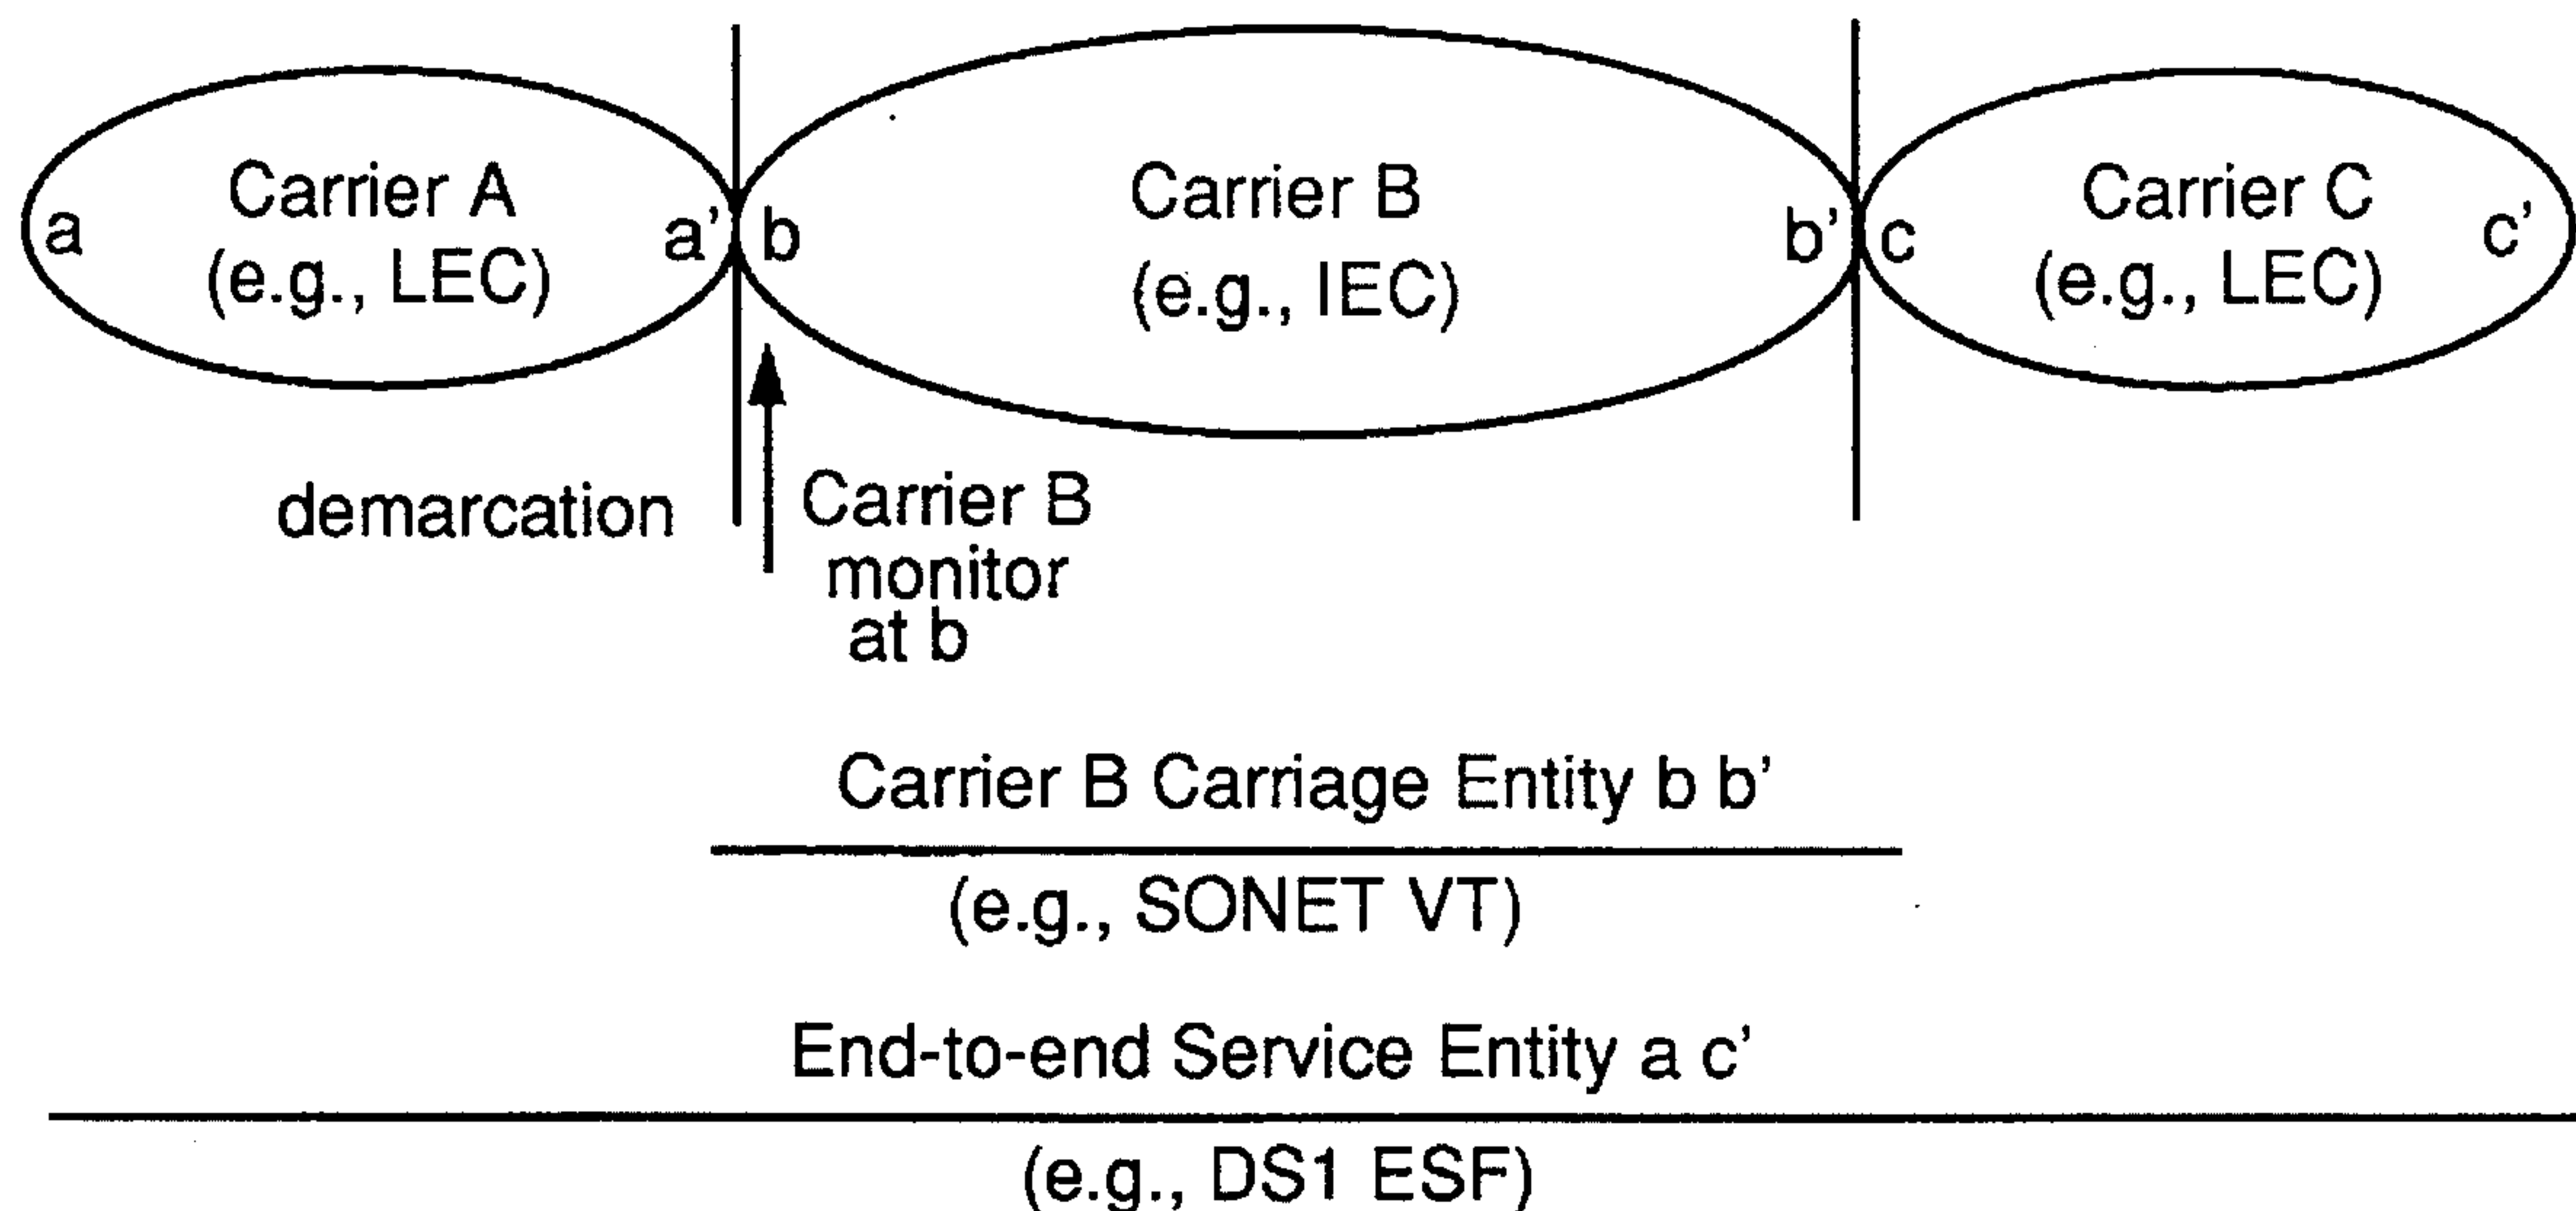 Carrier A
(e.g., LEC)
a
a’
b
Carrier B
(e.g., IEC)
b’
c
Carrier C
(e.g., LEC)
c’
demarcation
Carrier B
monitor
at b
Carrier B Carriage Entity b b’
(e.g., SONET VT)
End-to-end Service Entity a c’
(e.g., DS1 ESF)